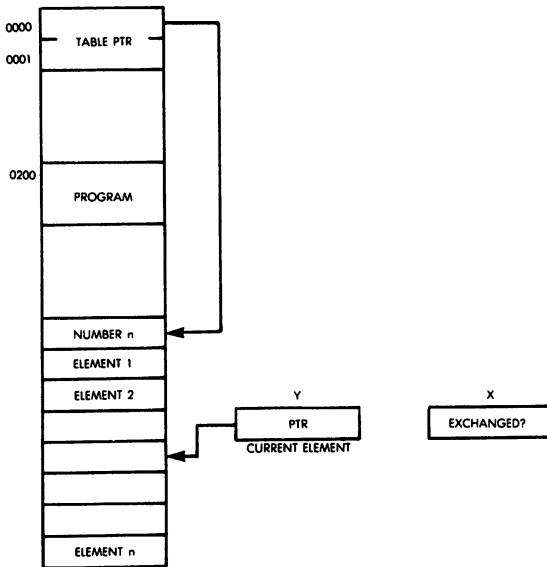 0000
TABLE PTR
0001
0200
PROGRAM
NUMBER n
ELEMENT 1
ELEMENT 2
Y
X
PTR
EXCHANGED?
CURRENT ELEMENT
ELEMENT n